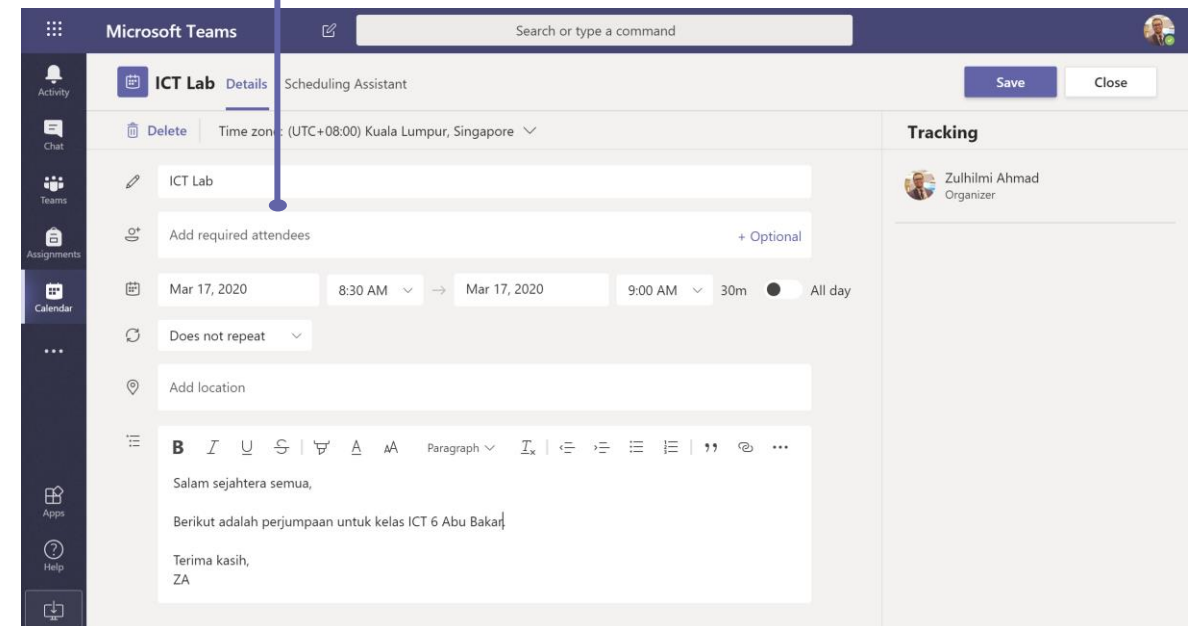 Microsoft Teams
Search or type a command
Activity
Chat
Teams
Assignments
Calendar
Apps
Help
ICT Lab Details Scheduling Assistant
Save Close
Delete Time zone: (UTC+08:00) Kuala Lumpur, Singapore
ICT Lab
Add required attendees + Optional
Mar 17, 2020 8:30 AM → Mar 17, 2020 9:00 AM 30m All day
Does not repeat
Add location
B I U S A AA Paragraph Tx
Salam sejahtera semua,
Berikut adalah perjumpaan untuk kelas ICT 6 Abu Bakar.
Terima kasih,
ZA
Tracking
Zulhilmi Ahmad
Organizer